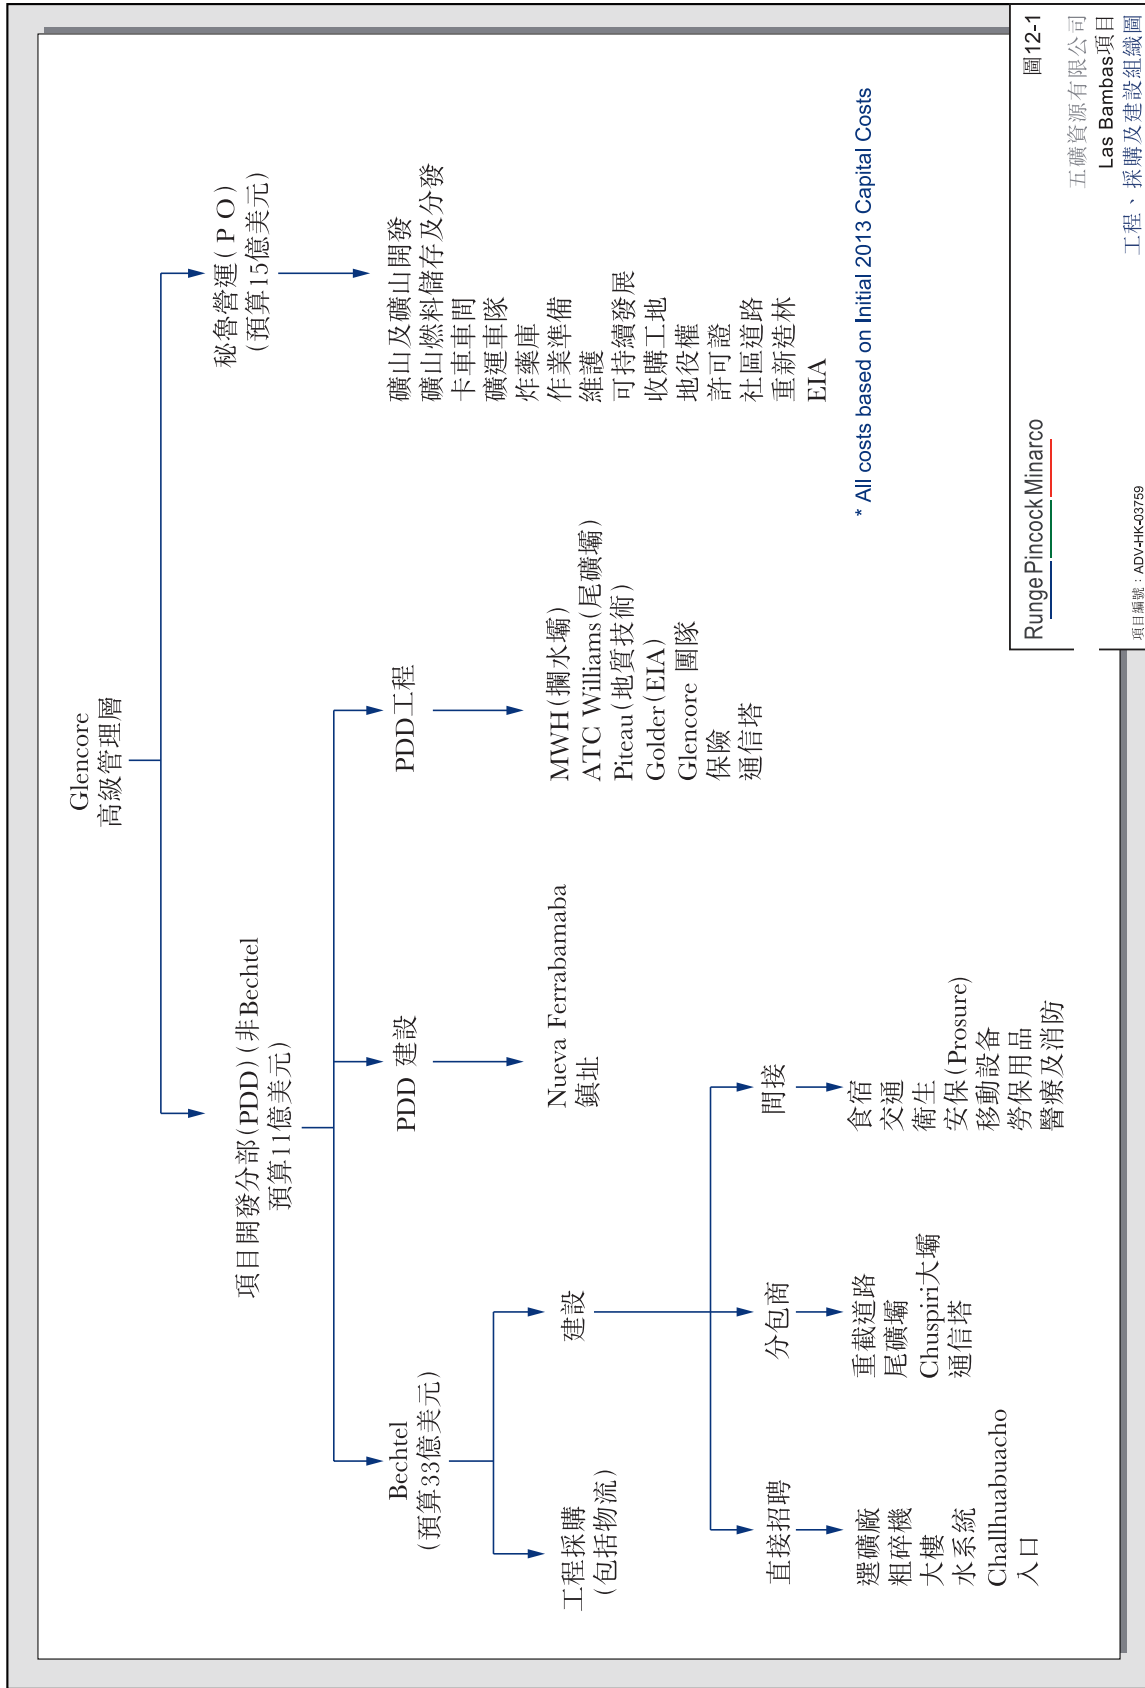 Glencore
高級管理層
項目開發分部(PDD)(非Bechtel
預算11億美元)
秘魯營運(P O)
(預算15億美元)
Bechtel
(預算33億美元)
PDD 建設
PDD工程
礦山及礦山開發
礦山燃料儲存及分發
卡車車間
礦運車隊
炸藥庫
作業準備
維護
可持續發展
收購工地
地役權
許可證
社區道路
重新造林
EIA
工程採購
(包括物流)
建設
Nueva Ferrabamaba
鎮址
MWH(攔水壩)
ATC Williams(尾礦壩)
Piteau(地質技術)
Golder(EIA)
Glencore 團隊
保險
通信塔
直接招聘
分包商
間接
選礦廠
粗碎機
大樓
水系統
Challhuabuacho
入口
重截道路
尾礦壩
Chuspiri大壩
通信塔
食宿
交通
衛生
安保(Prosure)
移動設备
勞保用品
醫療及消防
* All costs based on Initial 2013 Capital Costs
RungePincockMinarco
圖12-1
五礦資源有限公司
Las Bambas項目
工程、採購及建設組織圖
項目編號：ADV-HK-03759